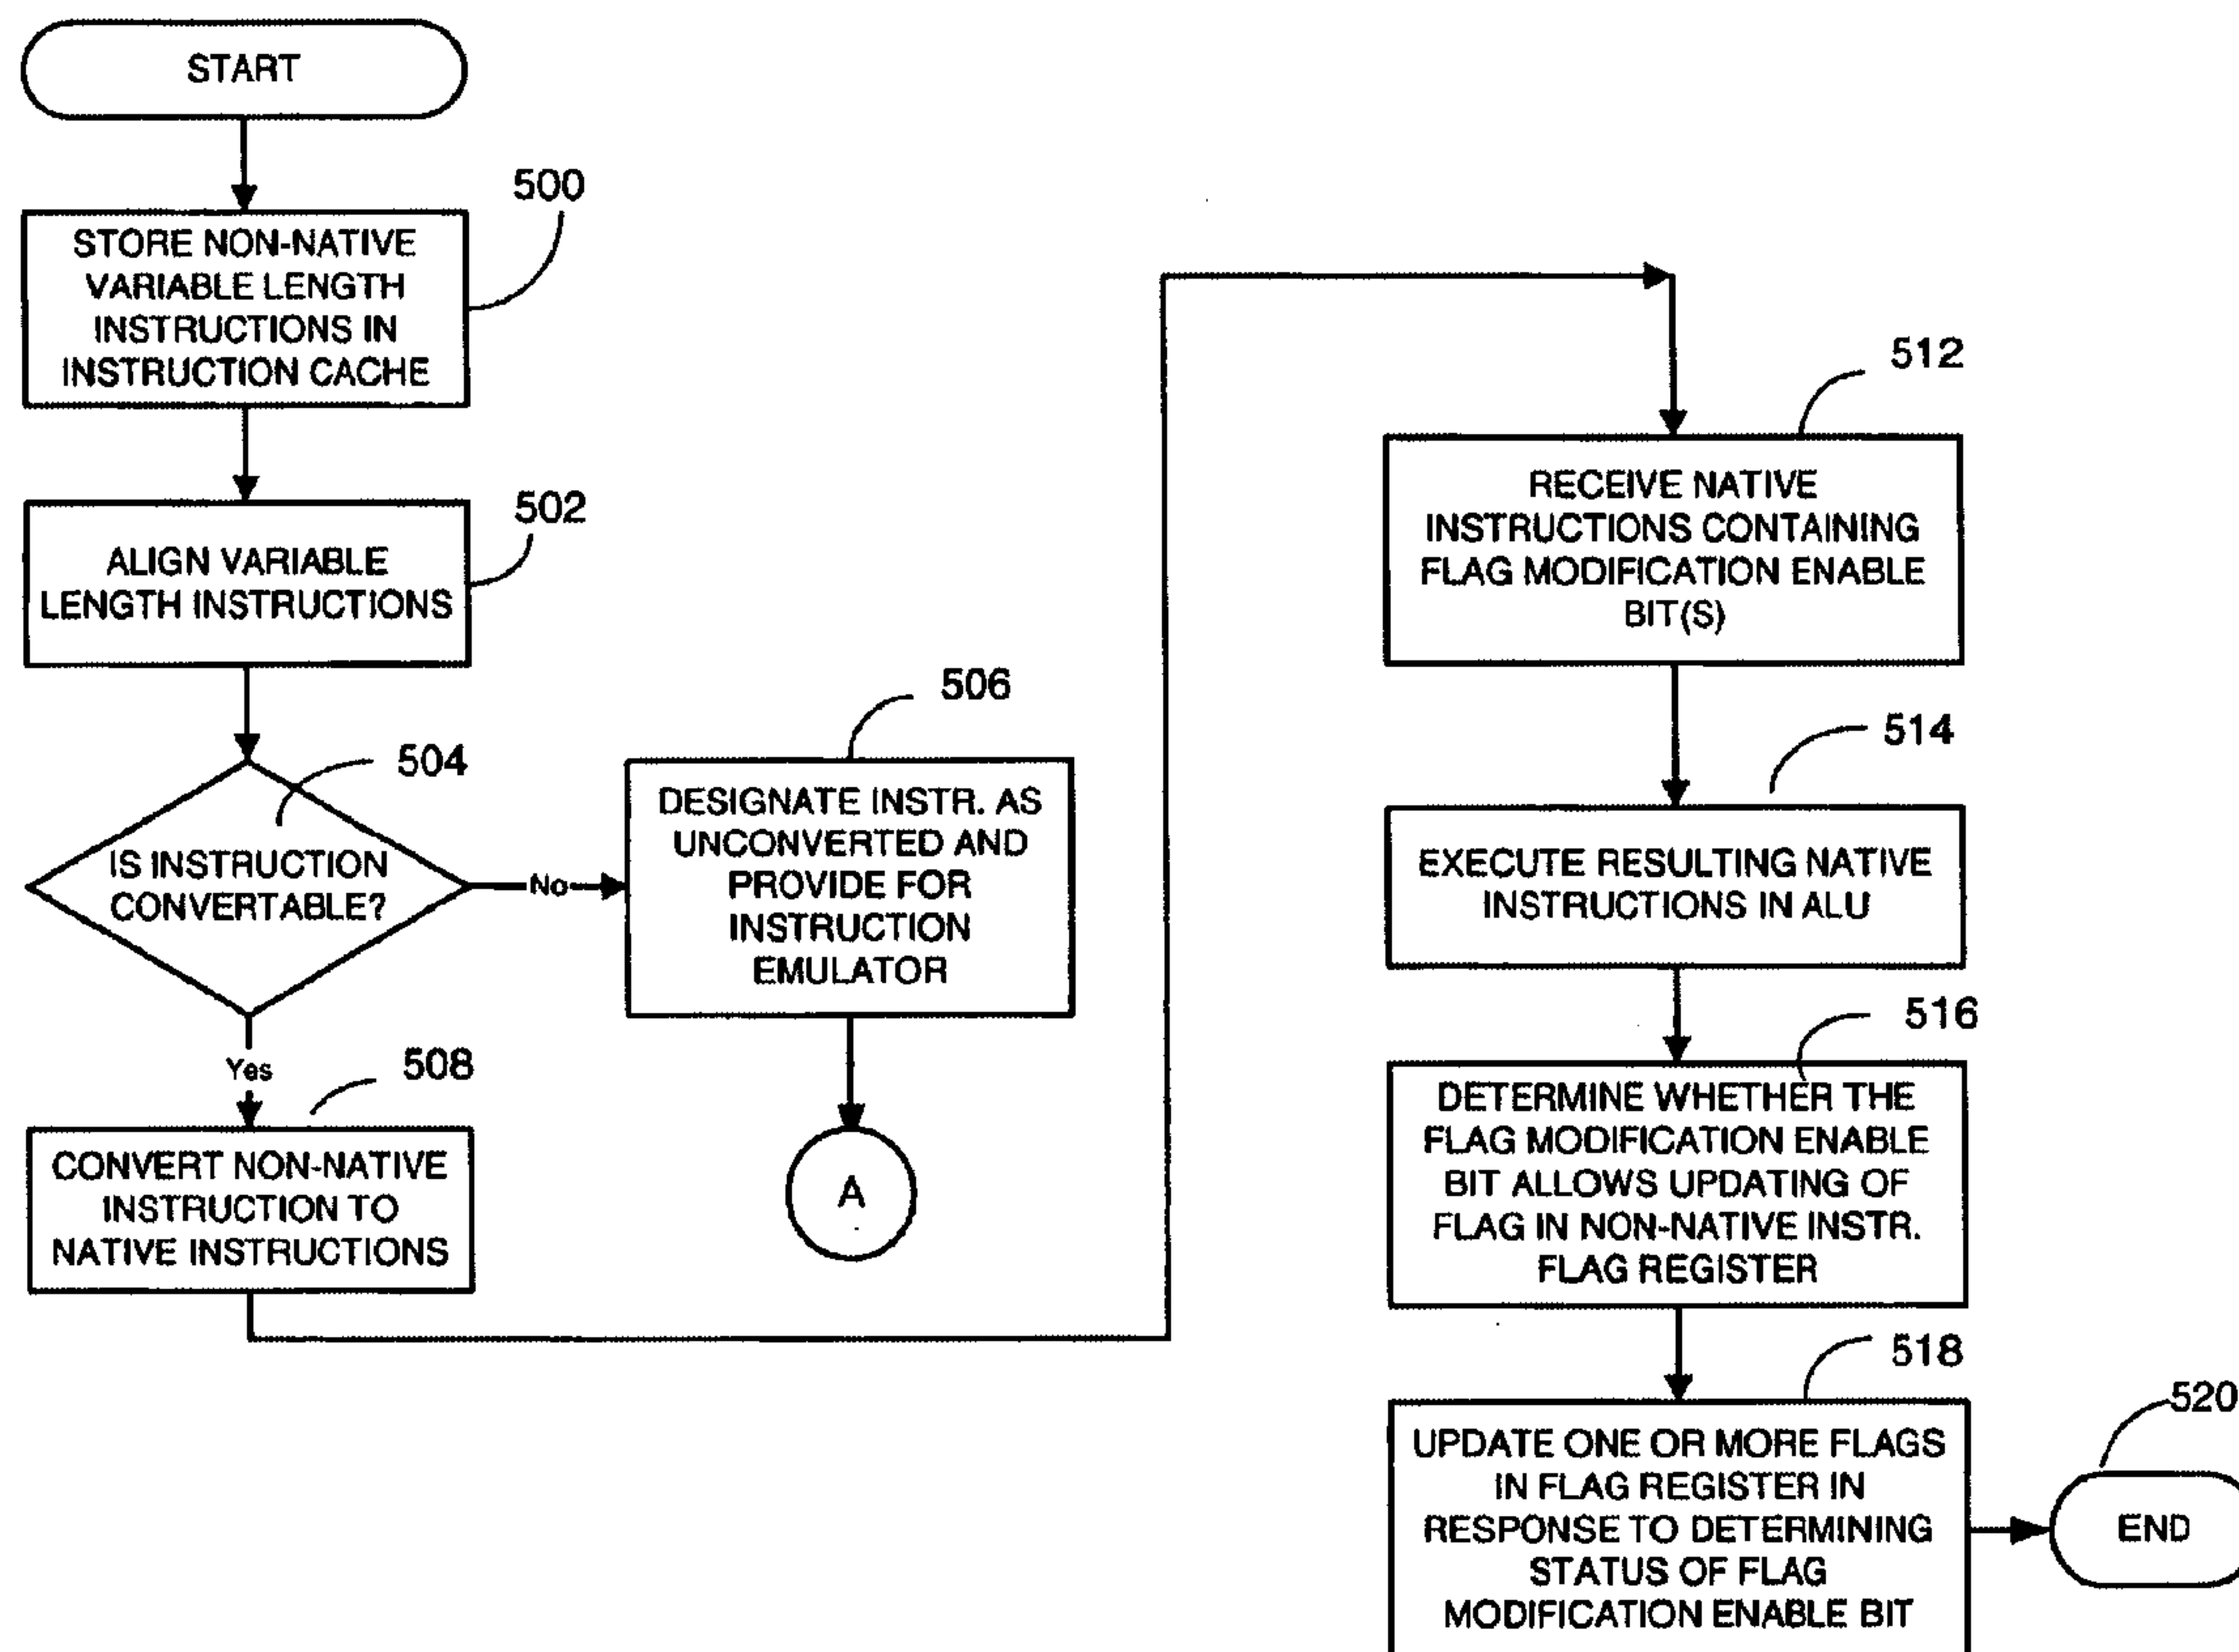 START
500
STORE NON-NATIVE
VARIABLE LENGTH
INSTRUCTIONS IN
INSTRUCTION CACHE
502
ALIGN VARIABLE
LENGTH INSTRUCTIONS
504
IS INSTRUCTION
CONVERTABLE?
No
506
DESIGNATE INSTR. AS
UNCONVERTED AND
PROVIDE FOR
INSTRUCTION
EMULATOR
A
Yes
508
CONVERT NON-NATIVE
INSTRUCTION TO
NATIVE INSTRUCTIONS
512
RECEIVE NATIVE
INSTRUCTIONS CONTAINING
FLAG MODIFICATION ENABLE
BIT(S)
514
EXECUTE RESULTING NATIVE
INSTRUCTIONS IN ALU
516
DETERMINE WHETHER THE
FLAG MODIFICATION ENABLE
BIT ALLOWS UPDATING OF
FLAG IN NON-NATIVE INSTR.
FLAG REGISTER
518
UPDATE ONE OR MORE FLAGS
IN FLAG REGISTER IN
RESPONSE TO DETERMINING
STATUS OF FLAG
MODIFICATION ENABLE BIT
520
END